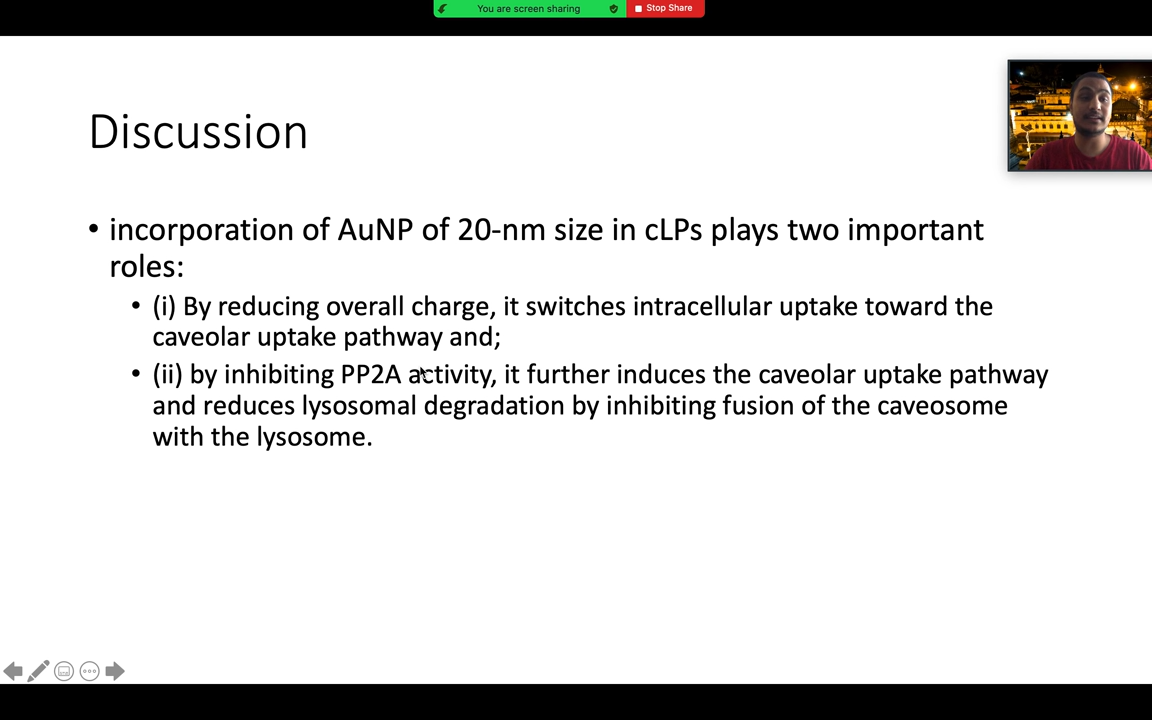 You are screen sharing
Stop Share
Discussion
• incorporation of AuNP of 20-nm size in cLPs plays two important
roles:
• (i) By reducing overall charge, it switches intracellular uptake toward the
caveolar uptake pathway and;
• (ii) by inhibiting PP2A activity, it further induces the caveolar uptake pathway
and reduces lysosomal degradation by inhibiting fusion of the caveosome
with the lysosome.